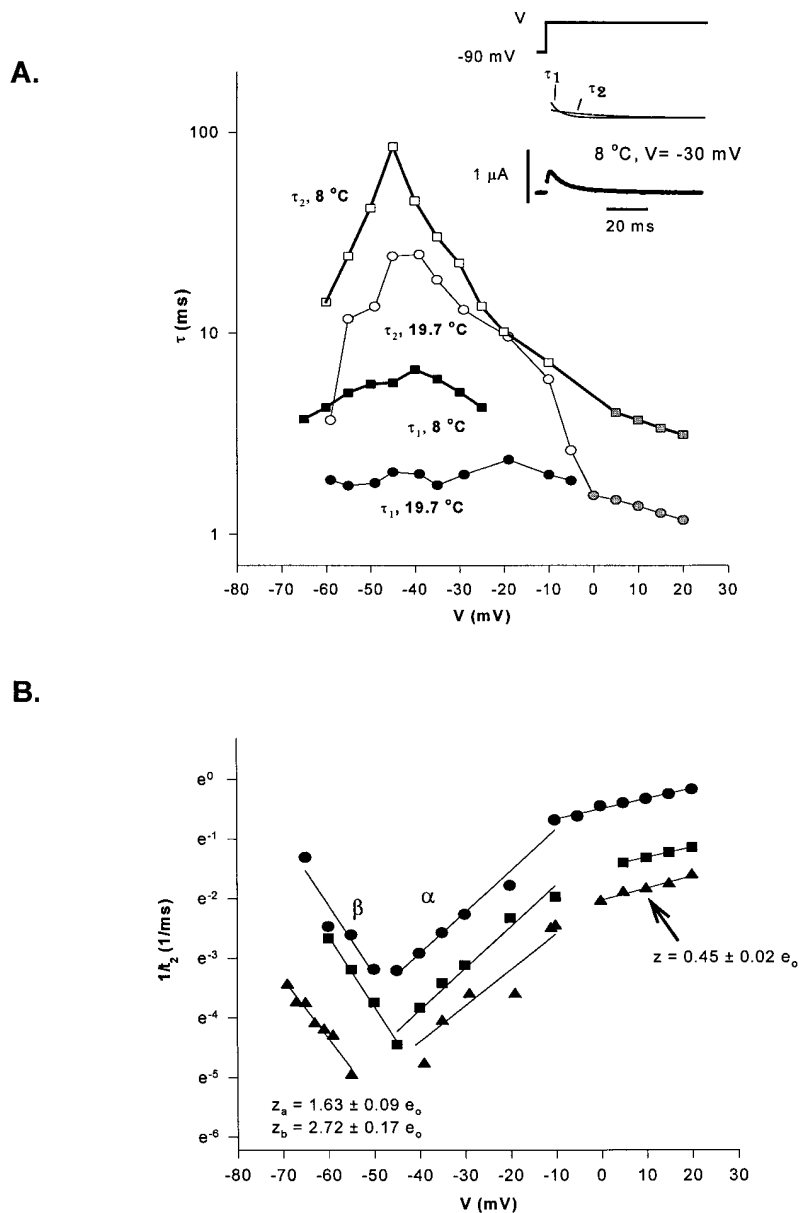 A.
V
-90 mV
τ1
τ2
8 °C, V= -30 mV
1 μA
20 ms
τ (ms)
100
10
1
τ2, 8 °C
τ2, 19.7 °C
τ1, 8 °C
τ1, 19.7 °C
-80 -70 -60 -50 -40 -30 -20 -10 0 10 20 30
V (mV)
B.
1/t2 (1/ms)
e0
e-1
e-2
e-3
e-4
e-5
e-6
β
α
z = 0.45 ± 0.02 eo
za = 1.63 ± 0.09 eo
zb = 2.72 ± 0.17 eo
-80 -70 -60 -50 -40 -30 -20 -10 0 10 20 30
V (mV)